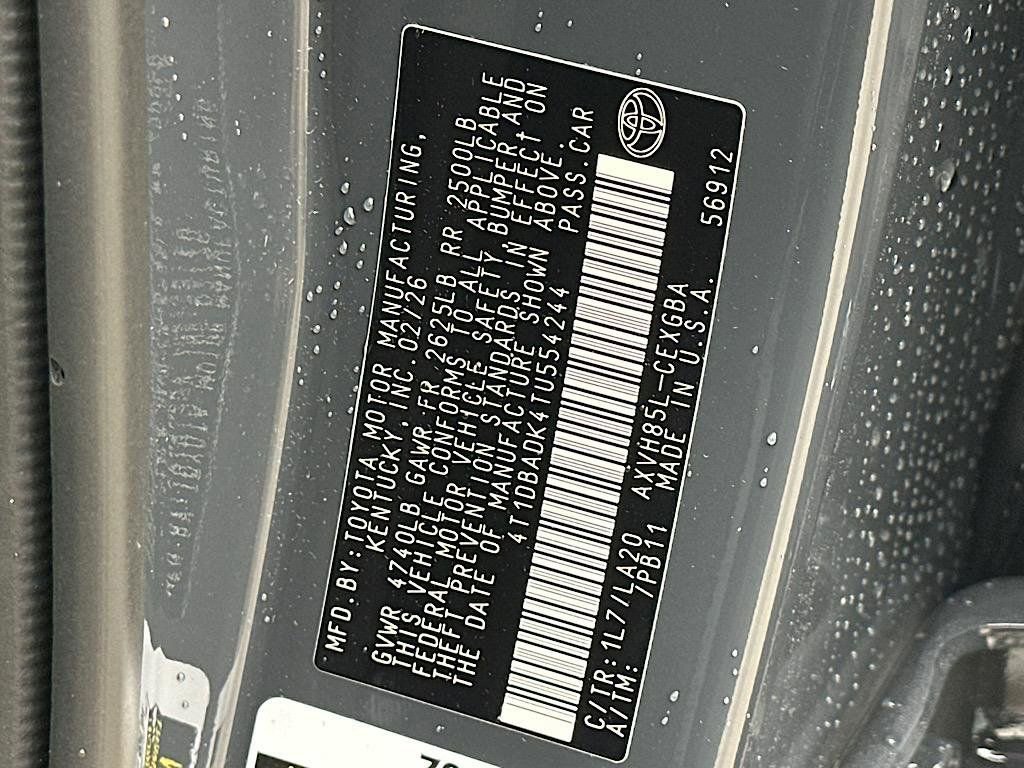 MFD.BY:TOYOTA MOTOR MANUFACTURING,
KENTUCKY,INC.02/26
GVWR 4740LB GAWR FR 2625LB RR 2500LB
THIS VEHICLE CONFORMS TO ALL APPLICABLE
FEDERAL MOTOR VEHICLE SAFETY BUMPER,AND
THEFT PREVENTION STANDARDS IN EFFECT ON
THE DATE OF MANUFACTURE SHOWN ABOVE.
4T1DBADK4TU554244 PASS.CAR
C/TR:1L7/LA20 AXVH85L-CEXGBA
A/TM: 7PB11 MADE IN U.S.A. 56912